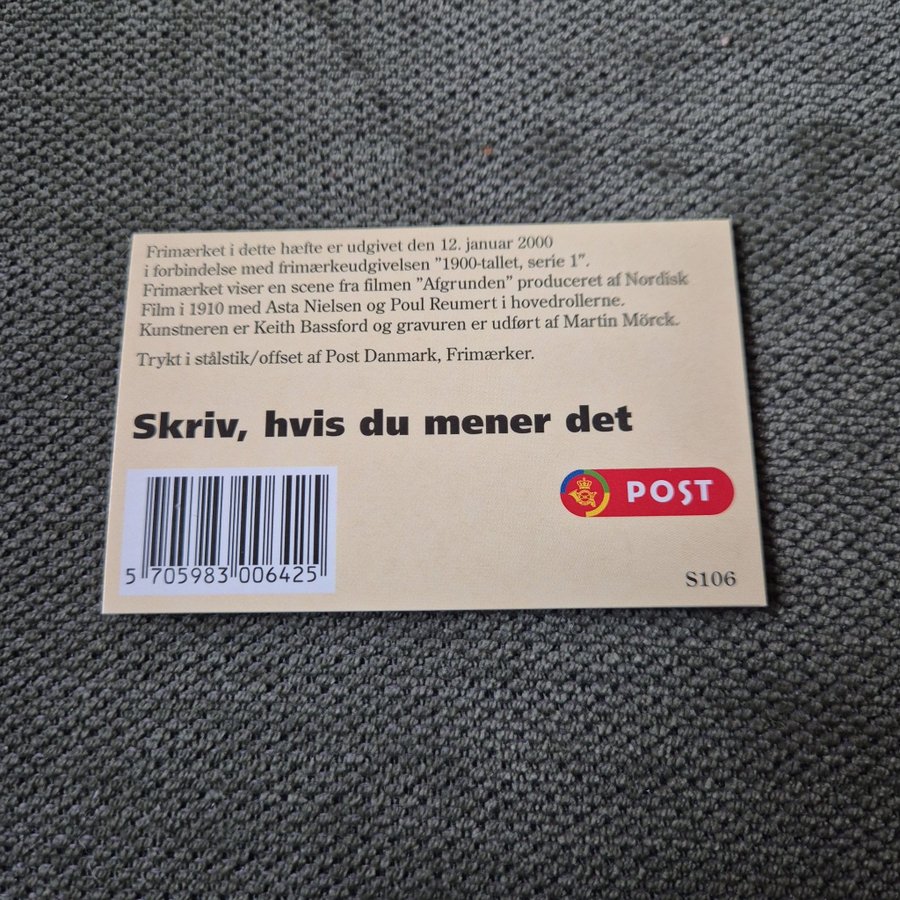 Frimærket i dette hæfte er udgivet den 12. januar 2000
i forbindelse med frimærkeudgivelsen "1900-tallet, serie 1".
Frimærket viser en scene fra filmen "Afgrunden" produceret af Nordisk
Film i 1910 med Asta Nielsen og Poul Reumert i hovedrollerne.
Kunstneren er Keith Bassford og gravuren er udført af Martin Mörck.
Trykt i stålstik/offset af Post Danmark, Frimærker.
Skriv, hvis du mener det
POST
5 705983 006425
S106